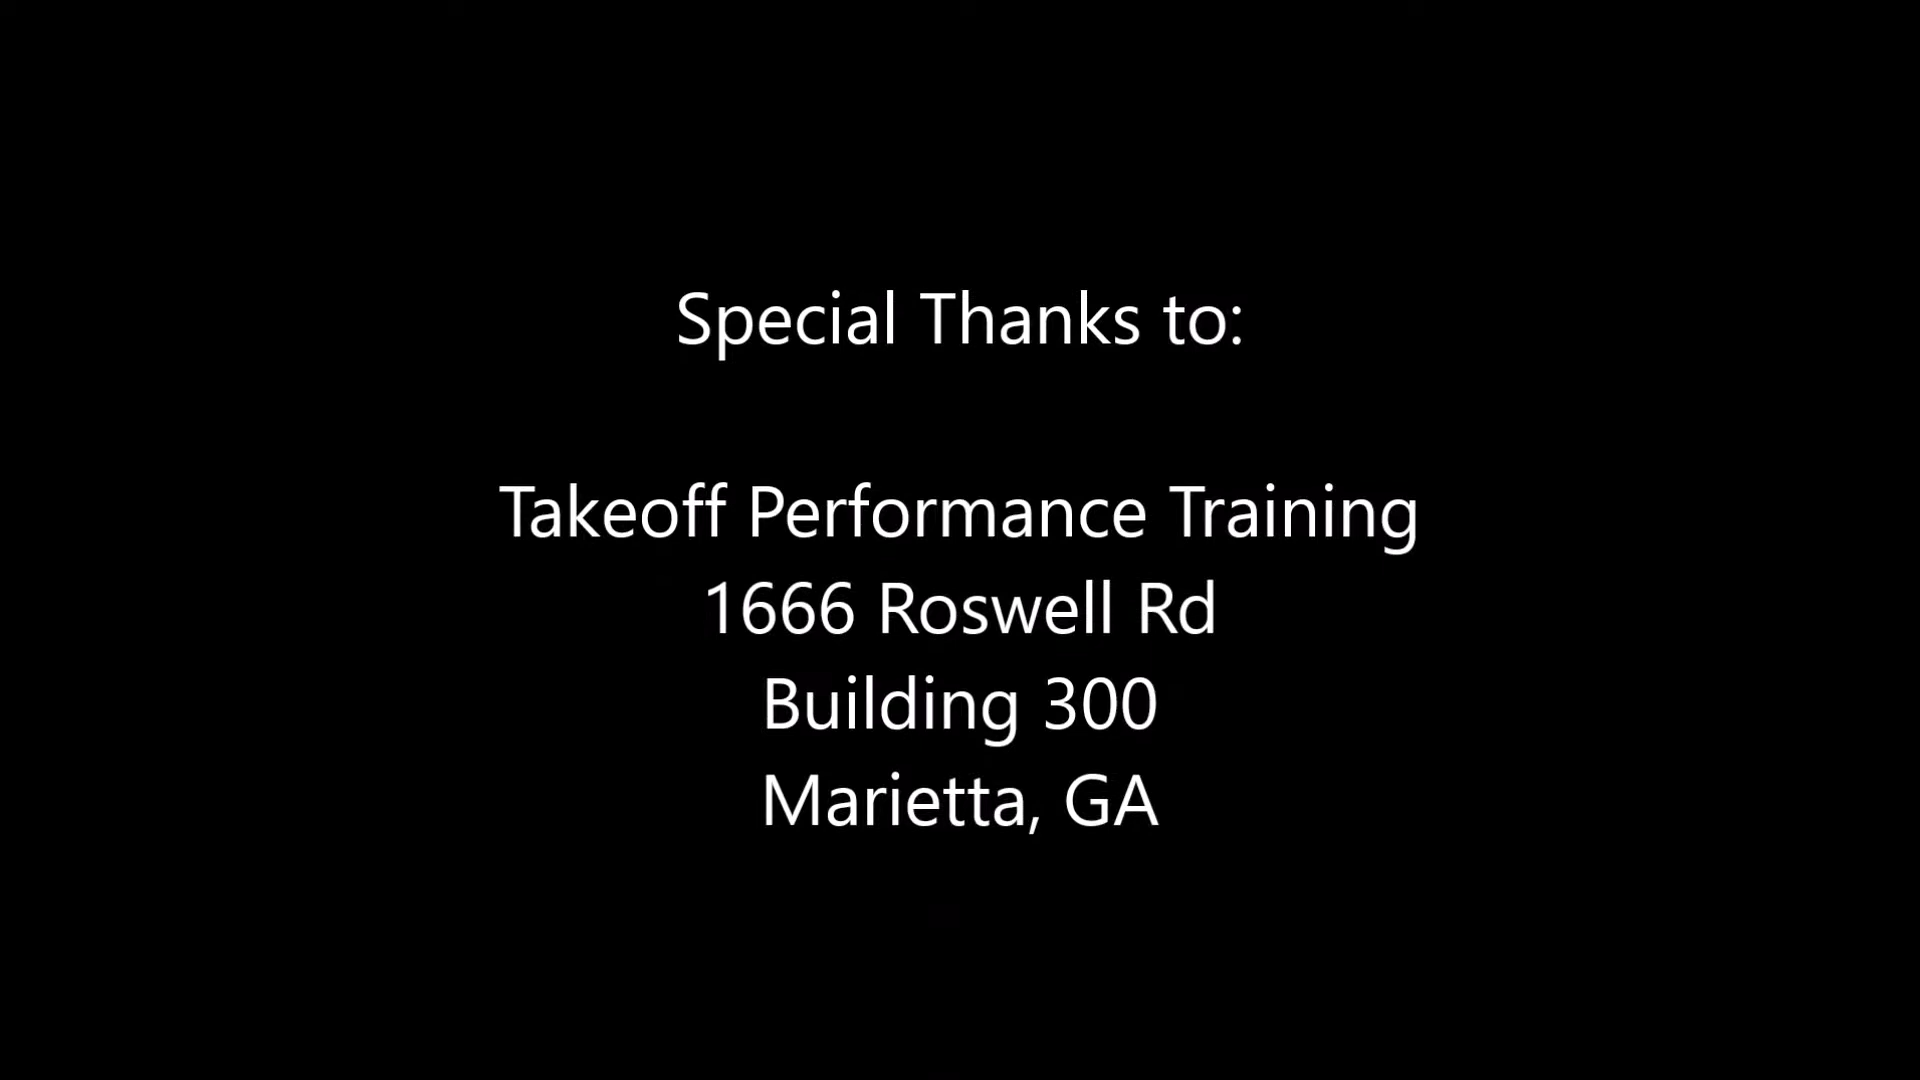 Special Thanks to:
Takeoff Performance Training
1666 Roswell Rd
Building 300
Marietta, GA